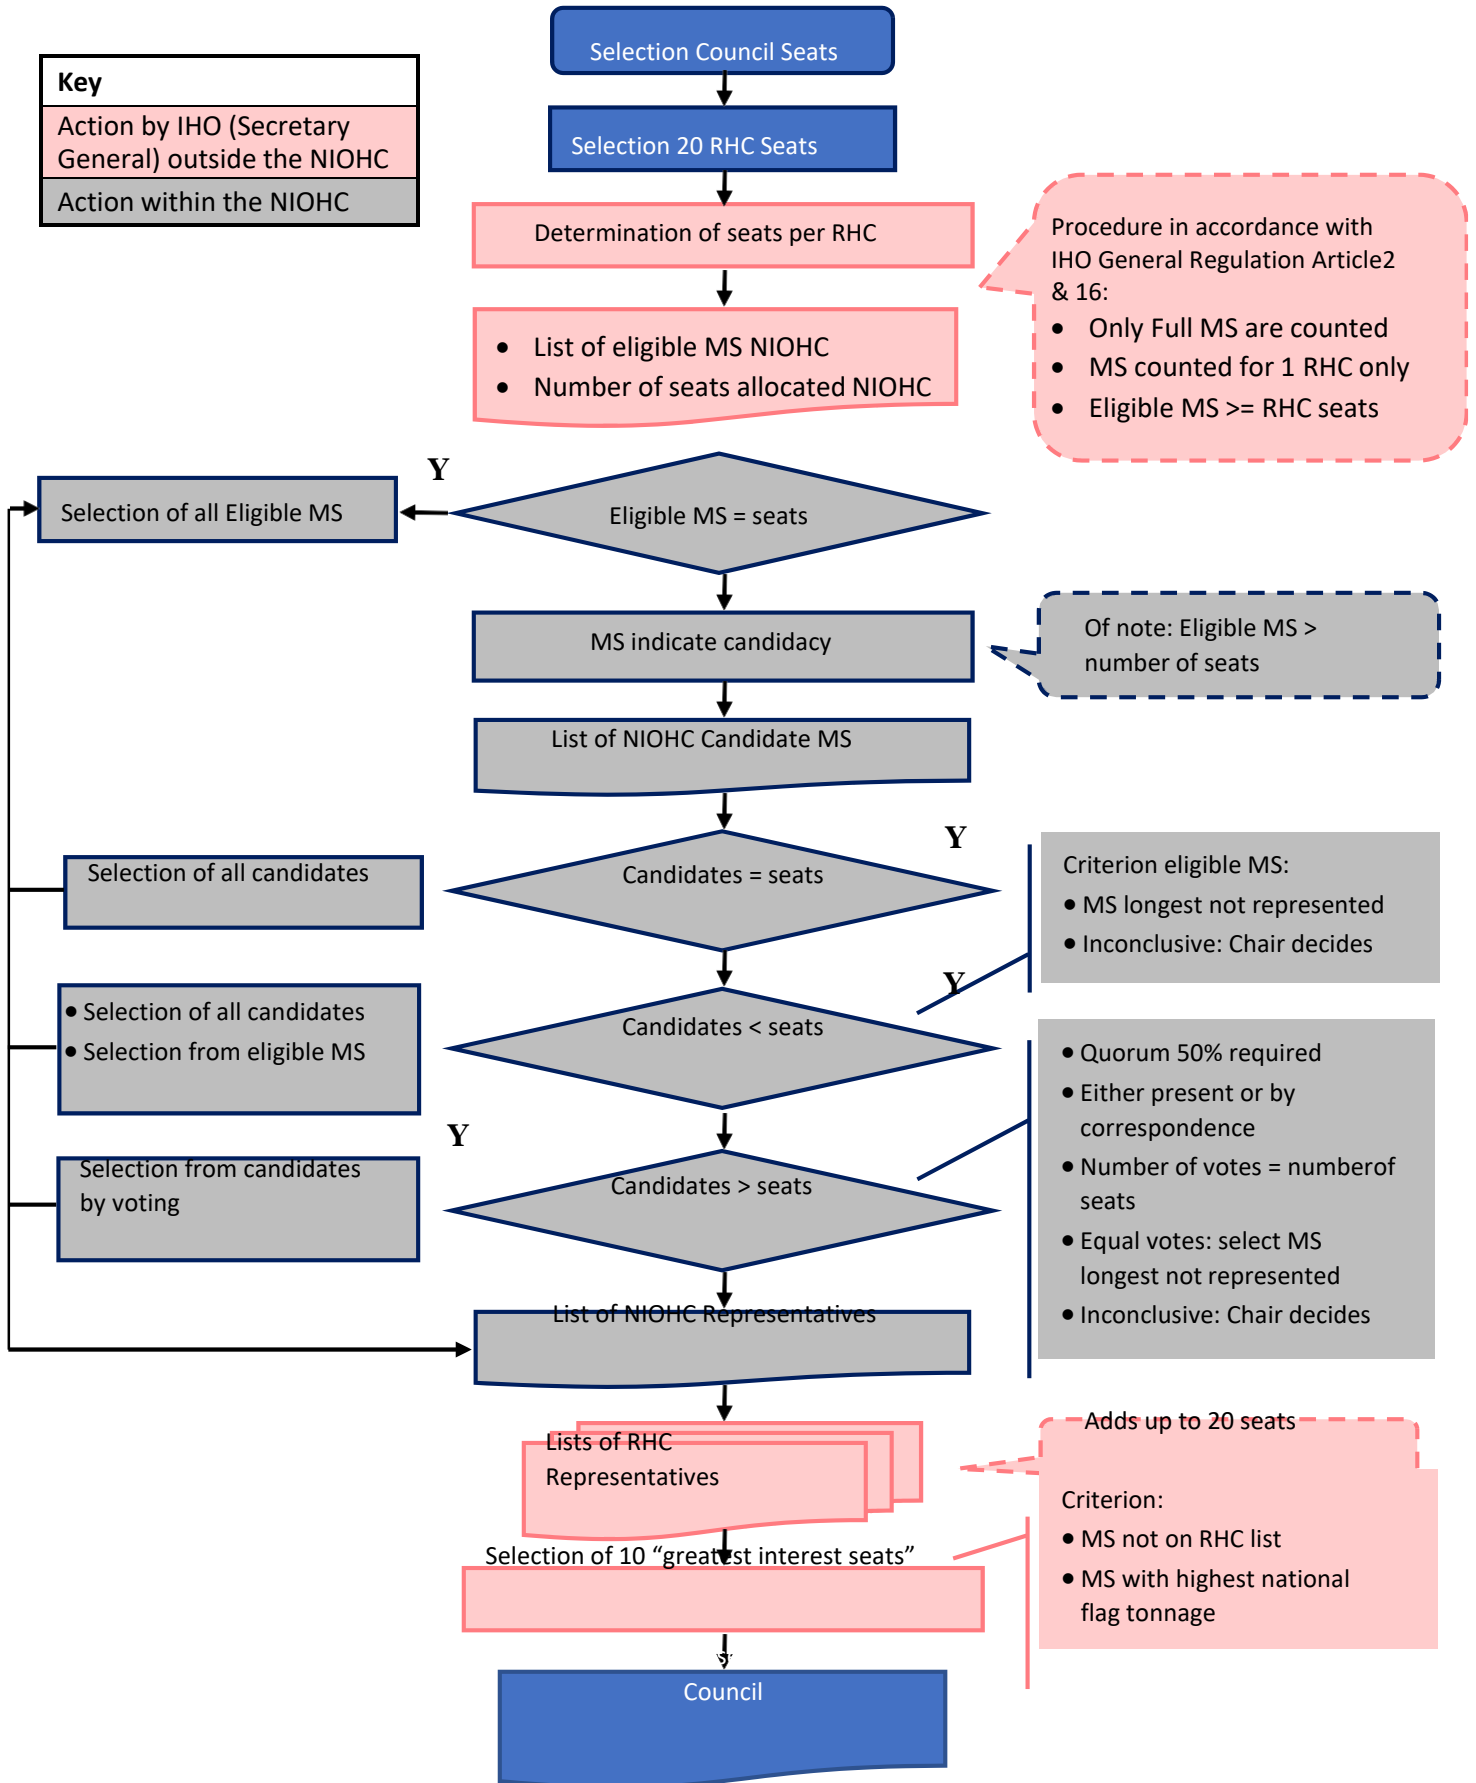 Selection Council Seats
Key
Action by IHO (Secretary
General) outside the NIOHC
Action within the NIOHC
Selection 20 RHC Seats
Determination of seats per RHC
Procedure in accordance with
IHO General Regulation Article2
& 16:
• Only Full MS are counted
• MS counted for 1 RHC only
• Eligible MS >= RHC seats
• List of eligible MS NIOHC
• Number of seats allocated NIOHC
Y
Selection of all Eligible MS
Eligible MS = seats
MS indicate candidacy
Of note: Eligible MS >
number of seats
List of NIOHC Candidate MS
Y
Selection of all candidates
Candidates = seats
Criterion eligible MS:
• MS longest not represented
• Inconclusive: Chair decides
Y
• Selection of all candidates
• Selection from eligible MS
Candidates < seats
• Quorum 50% required
• Either present or by
correspondence
• Number of votes = numberof
seats
• Equal votes: select MS
longest not represented
• Inconclusive: Chair decides
Y
Selection from candidates
by voting
Candidates > seats
List of NIOHC Representatives
Lists of RHC
Representatives
Adds up to 20 seats
Criterion:
• MS not on RHC list
• MS with highest national
flag tonnage
Selection of 10 “greatest interest seats”
Council